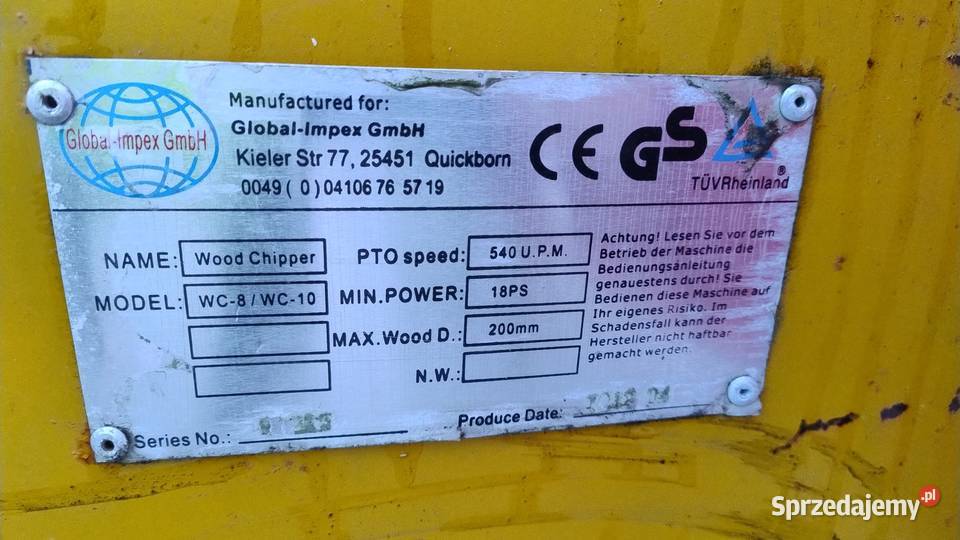 Global-Impex GmbH
Manufactured for:
Global-Impex GmbH
Kieler Str 77, 25451 Quickborn
0049 ( 0 ) 04106 76 57 19
CE GS
TÜVRheinland®
NAME: Wood Chipper
MODEL: WC-8 / WC-10
PTO speed: 540 U.P.M.
MIN.POWER: 18PS
MAX.Wood D.: 200mm
N.W.:
Achtung! Lesen Sie vor dem
Betrieb der Maschine die
Bedienungsänleitung
genauestens durch! Sie
Bedienen diese Maschine auf
Ihr eigenes Risiko. Im
Schadensfall kann der
Hersteller nicht haftbar
gemacht werden.
Series No.:
Produce Date:
Sprzedajemy.pl